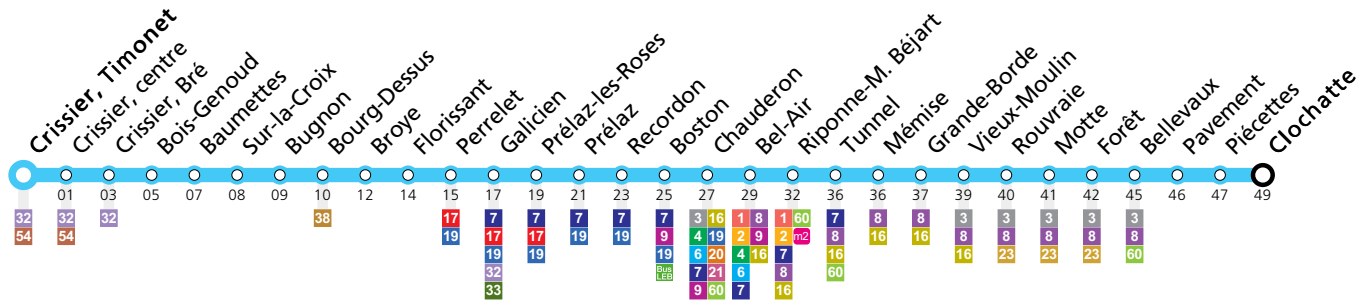 Crissier, Timonet
Crissier, centre
Crissier, Bré
Bois-Genoud
Baumettes
Sur-la-Croix
Bugnon
Bourg-Dessus
Broye
Florissant
Perrelet
Galicien
Prélaz-les-Roses
Prélaz
Recordon
Boston
Chauderon
Bel-Air
Riponne-M. Béjart
Tunnel
Mémise
Grande-Borde
Vieux-Moulin
Rouvraie
Motte
Forêt
Bellevaux
Pavement
Piécettes
Clochatte
01 03 05 07 08 09 10 12 14 15 17 19 21 23 25 27 29 32 36 36 37 39 40 41 42 45 46 47 49
32 32 32 38 17 7 7 7 7 7 3 16 1 8 1 60 7 8 8 3 3 3 3 3
54 54 19 17 17 19 19 9 4 19 2 9 2 m2 8 16 16 8 8 8 8 8
19 19 19 6 20 4 16 7 16 16 23 23 23 60
32 Bus LEB 7 21 6 8 60
33 9 60 7 16